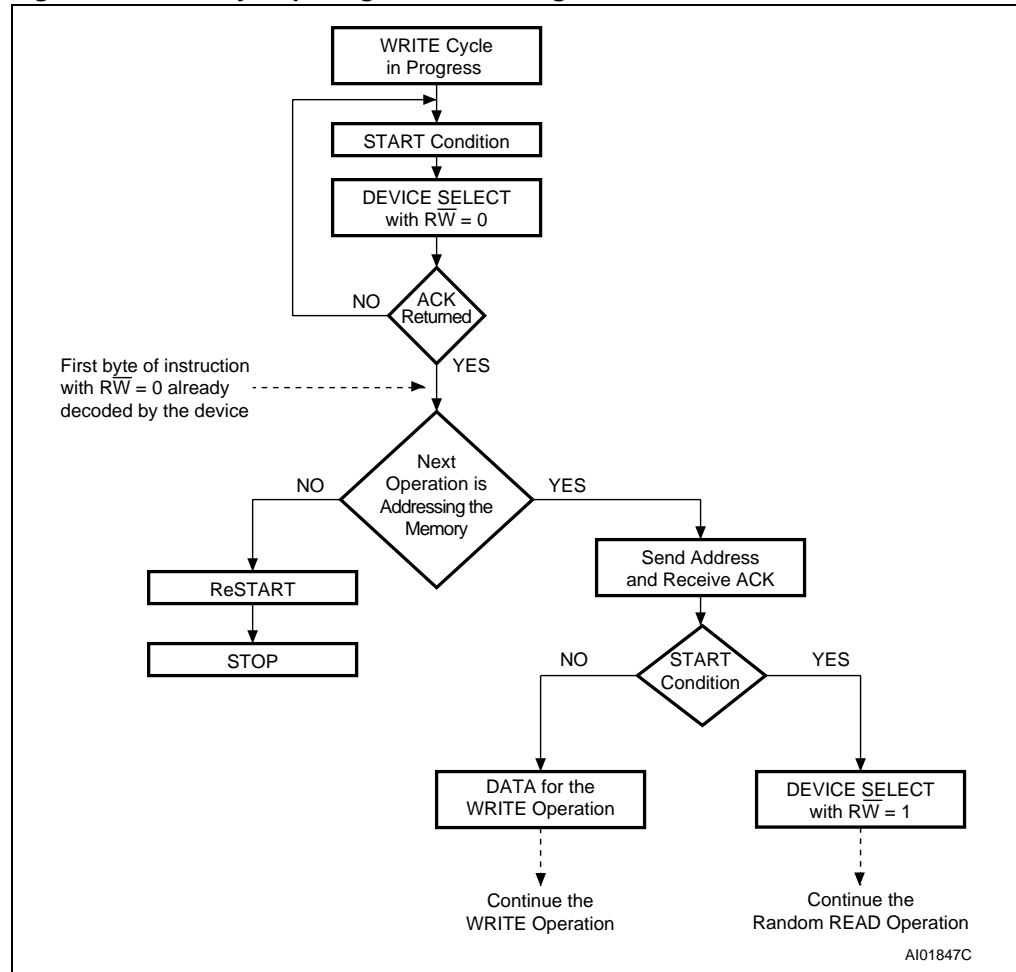 WRITE Cycle
in Progress
START Condition
DEVICE SELECT
with RW̅ = 0
NO
ACK
Returned
YES
First byte of instruction
with RW̅ = 0 already
decoded by the device
Next
Operation is
Addressing the
Memory
NO
YES
Send Address
and Receive ACK
ReSTART
STOP
START
Condition
NO
YES
DATA for the
WRITE Operation
DEVICE SELECT
with RW̅ = 1
Continue the
WRITE Operation
Continue the
Random READ Operation
AI01847C